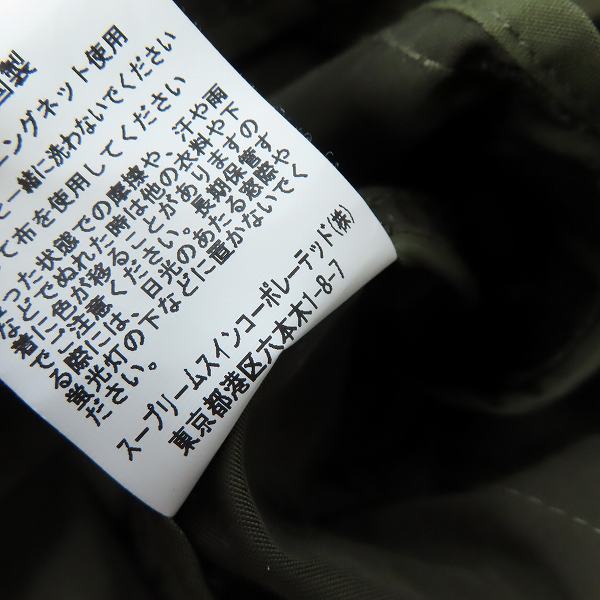 国製
ングネット使用
と一緒に洗わないでください
て布を使用してください
った状態での摩擦や、汗や雨
などでぬれた時は他の衣料や下
着に色が移ることがありますの
でご注意ください。長期保管す
る際には、日光のあたる窓際や
蛍光灯の下などに置かないでく
ださい。
スープリームスインコーポレーテッド(株)
東京都港区六本木1-8-7